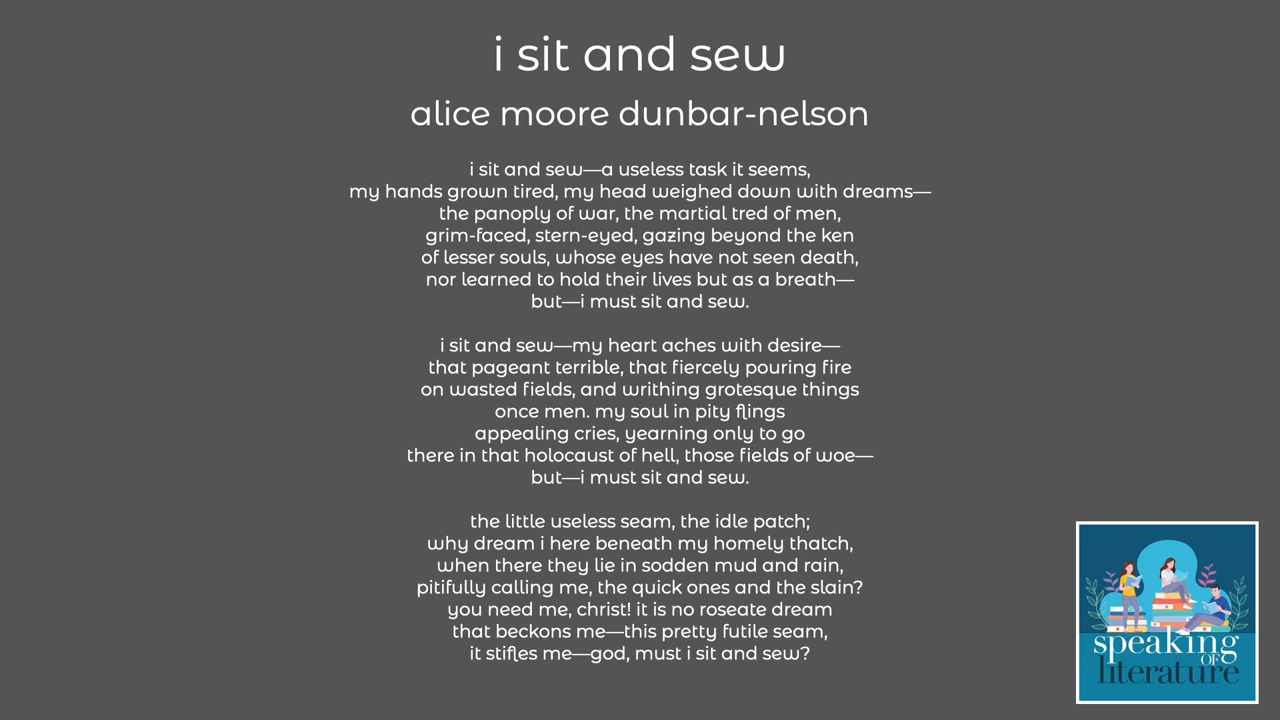 i sit and sew
alice moore dunbar-nelson
i sit and sew—a useless task it seems,
my hands grown tired, my head weighed down with dreams—
the panoply of war, the martial tred of men,
grim-faced, stern-eyed, gazing beyond the ken
of lesser souls, whose eyes have not seen death,
nor learned to hold their lives but as a breath—
but—i must sit and sew.
i sit and sew—my heart aches with desire—
that pageant terrible, that fiercely pouring fire
on wasted fields, and writhing grotesque things
once men. my soul in pity flings
appealing cries, yearning only to go
there in that holocaust of hell, those fields of woe—
but—i must sit and sew.
the little useless seam, the idle patch;
why dream i here beneath my homely thatch,
when there they lie in sodden mud and rain,
pitifully calling me, the quick ones and the slain?
you need me, christ! it is no roseate dream
that beckons me—this pretty futile seam,
it stifles me—god, must i sit and sew?
speaking
OF
literature